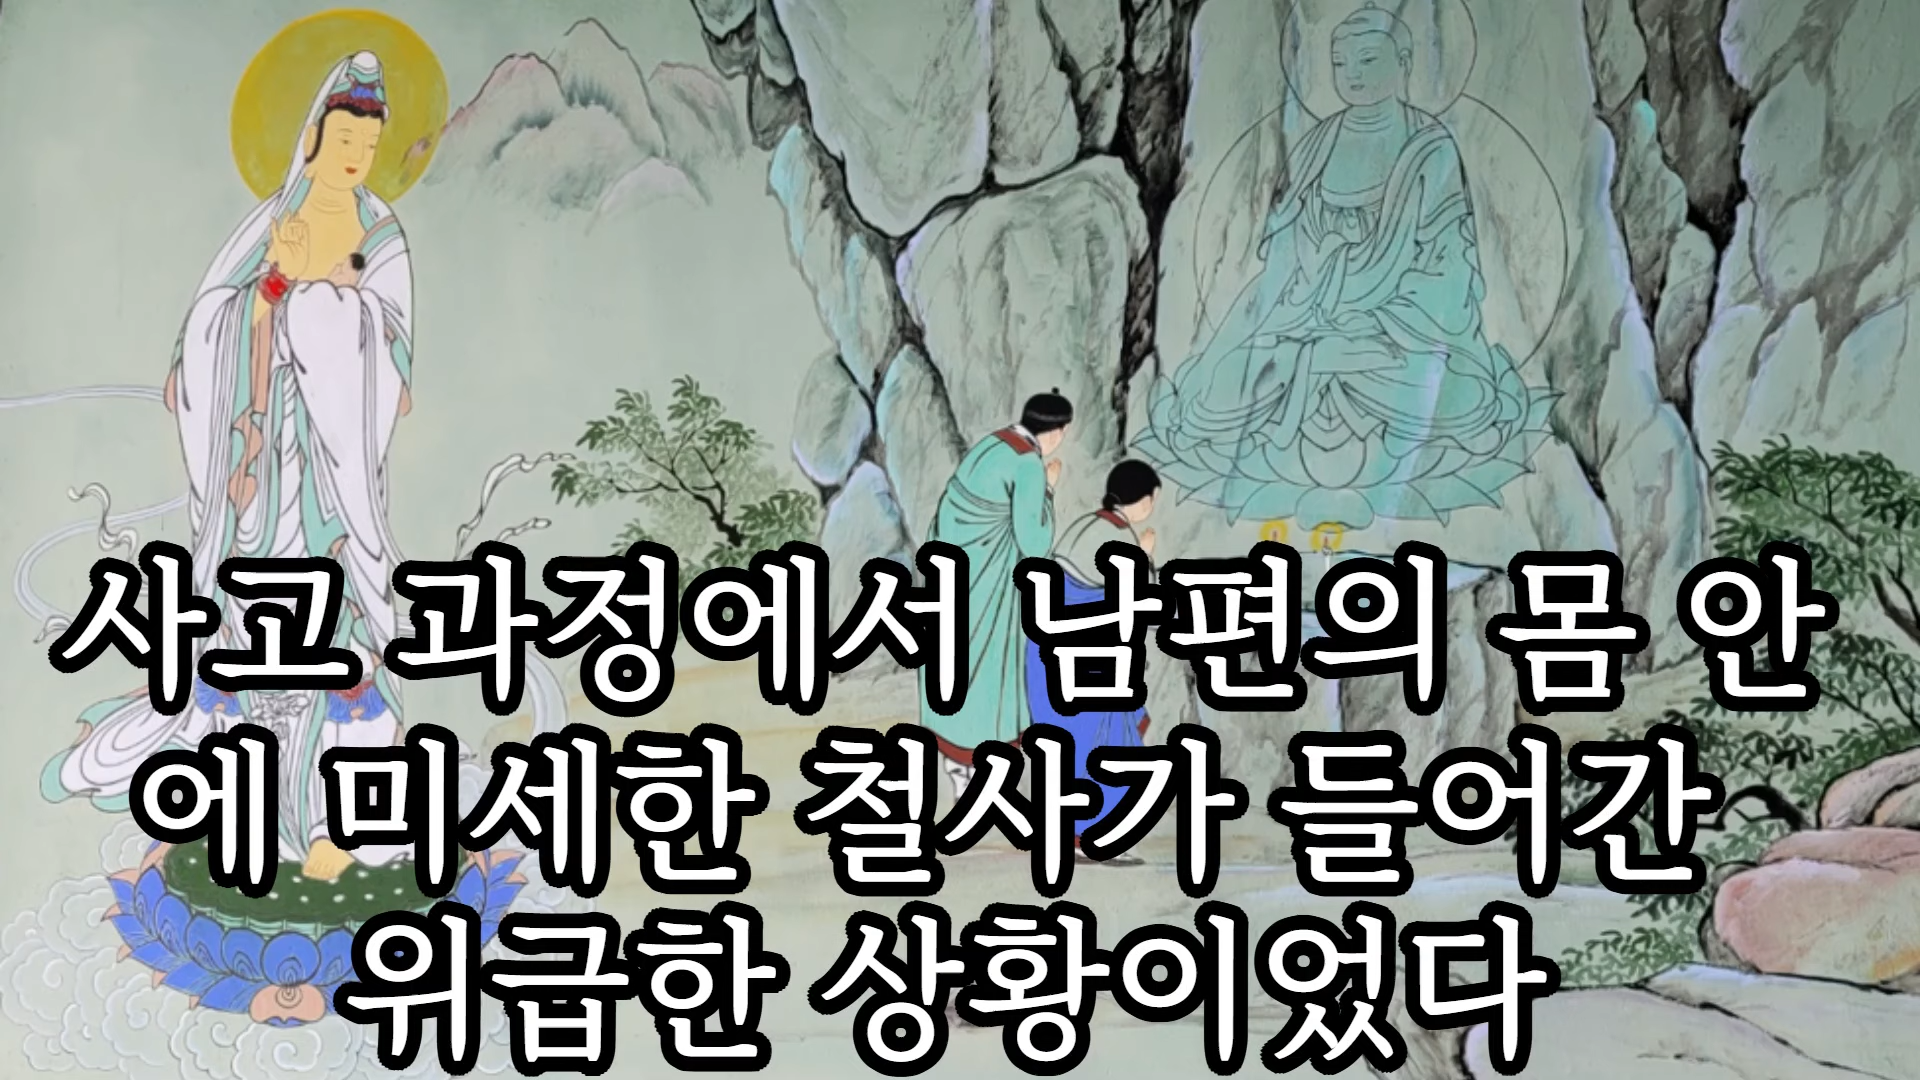 사고 과정에서 남편의 몸 안
에 미세한 철사가 들어간
위급한 상황이었다